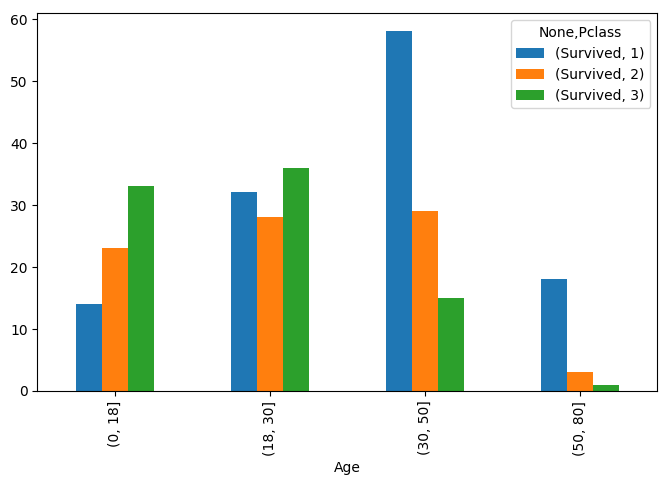 60
50
40
30
20
10
0
None,Pclass
(Survived, 1)
(Survived, 2)
(Survived, 3)
(0, 18]
(18, 30]
(30, 50]
(50, 80]
Age